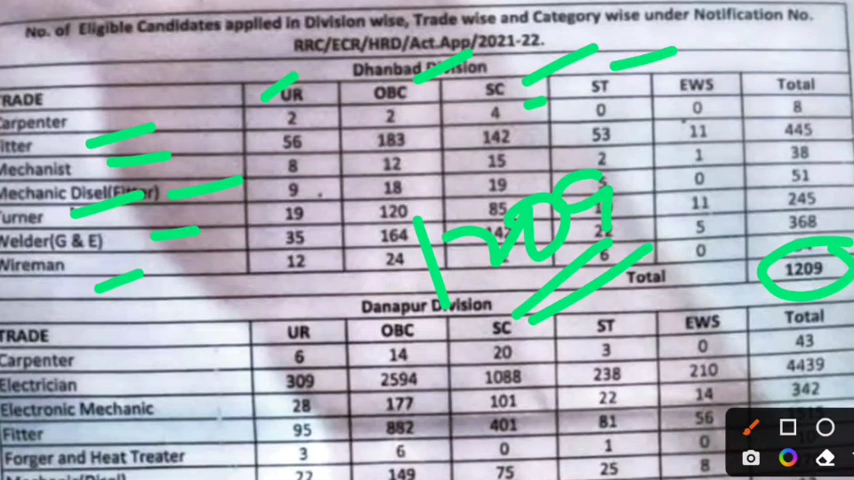 No. of Eligible Candidates applied in Division wise, Trade wise and Category wise under Notification No.
RRC/ECR/HRD/Act.App/2021-22.
Dhanbad Division
TRADE UR OBC SC ST EWS Total
Carpenter 2 2 4 0 0 8
Fitter 56 183 142 53 11 445
Mechanist 8 12 15 2 1 38
Mechanic Disel(Fitter) 9 18 19 0 51
Turner 19 120 85 11 245
Welder(G & E) 35 164 142 22 5 368
Wireman 12 24 6 0
Total 1209
1209
Danapur Division
TRADE UR OBC SC ST EWS Total
Carpenter 6 14 20 3 0 43
Electrician 309 2594 1088 238 210 4439
Electronic Mechanic 28 177 101 22 14 342
Fitter 95 882 401 81 56
Forger and Heat Treater 3 6 0 1 0
Mechanic(Disel) 22 149 75 25 8